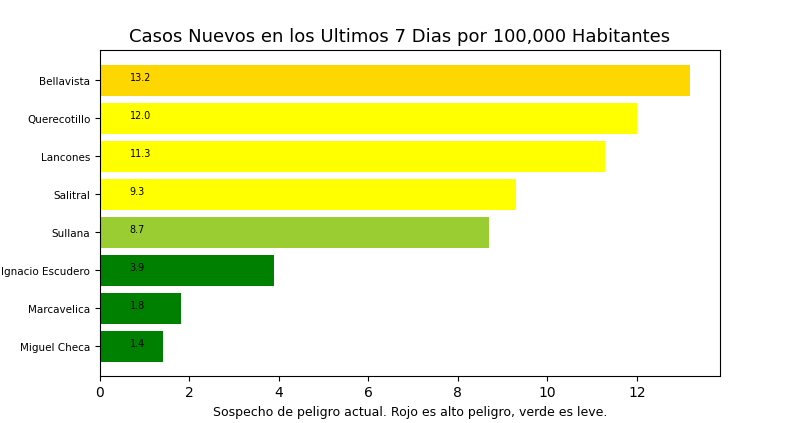 Casos Nuevos en los Ultimos 7 Dias por 100,000 Habitantes
Bellavista 13.2
Querecotillo 12.0
Lancones 11.3
Salitral 9.3
Sullana 8.7
Ignacio Escudero 3.9
Marcavelica 1.8
Miguel Checa 1.4
0 2 4 6 8 10 12
Sospecho de peligro actual. Rojo es alto peligro, verde es leve.